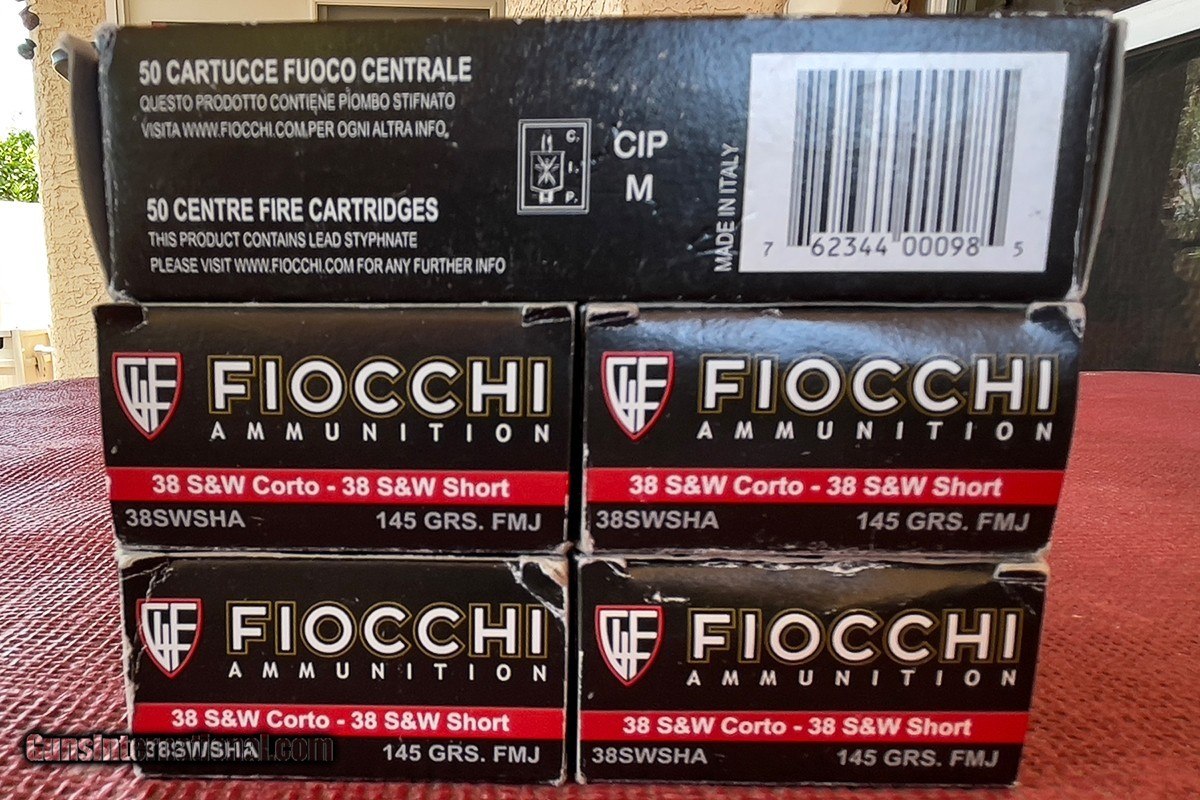 50 CARTUCCE FUOCO CENTRALE
QUESTO PRODOTTO CONTIENE PIOMBO STIFNATO
VISITA WWW.FIOCCHI.COM.PER OGNI ALTRA INFO.
50 CENTRE FIRE CARTRIDGES
THIS PRODUCT CONTAINS LEAD STYPHNATE
PLEASE VISIT WWW.FIOCCHI.COM FOR ANY FURTHER INFO
C.
I.
P.
CIP
M
MADE IN ITALY
7 62344 00098 5
FIOCCHI
AMMUNITION
38 S&W Corto - 38 S&W Short
38SWSHA 145 GRS. FMJ
FIOCCHI
AMMUNITION
38 S&W Corto - 38 S&W Short
38SWSHA 145 GRS. FMJ
FIOCCHI
AMMUNITION
38 S&W Corto - 38 S&W Short
38SWSHA 145 GRS. FMJ
FIOCCHI
AMMUNITION
38 S&W Corto - 38 S&W Short
38SWSHA 145 GRS. FMJ
GunsInternational.com